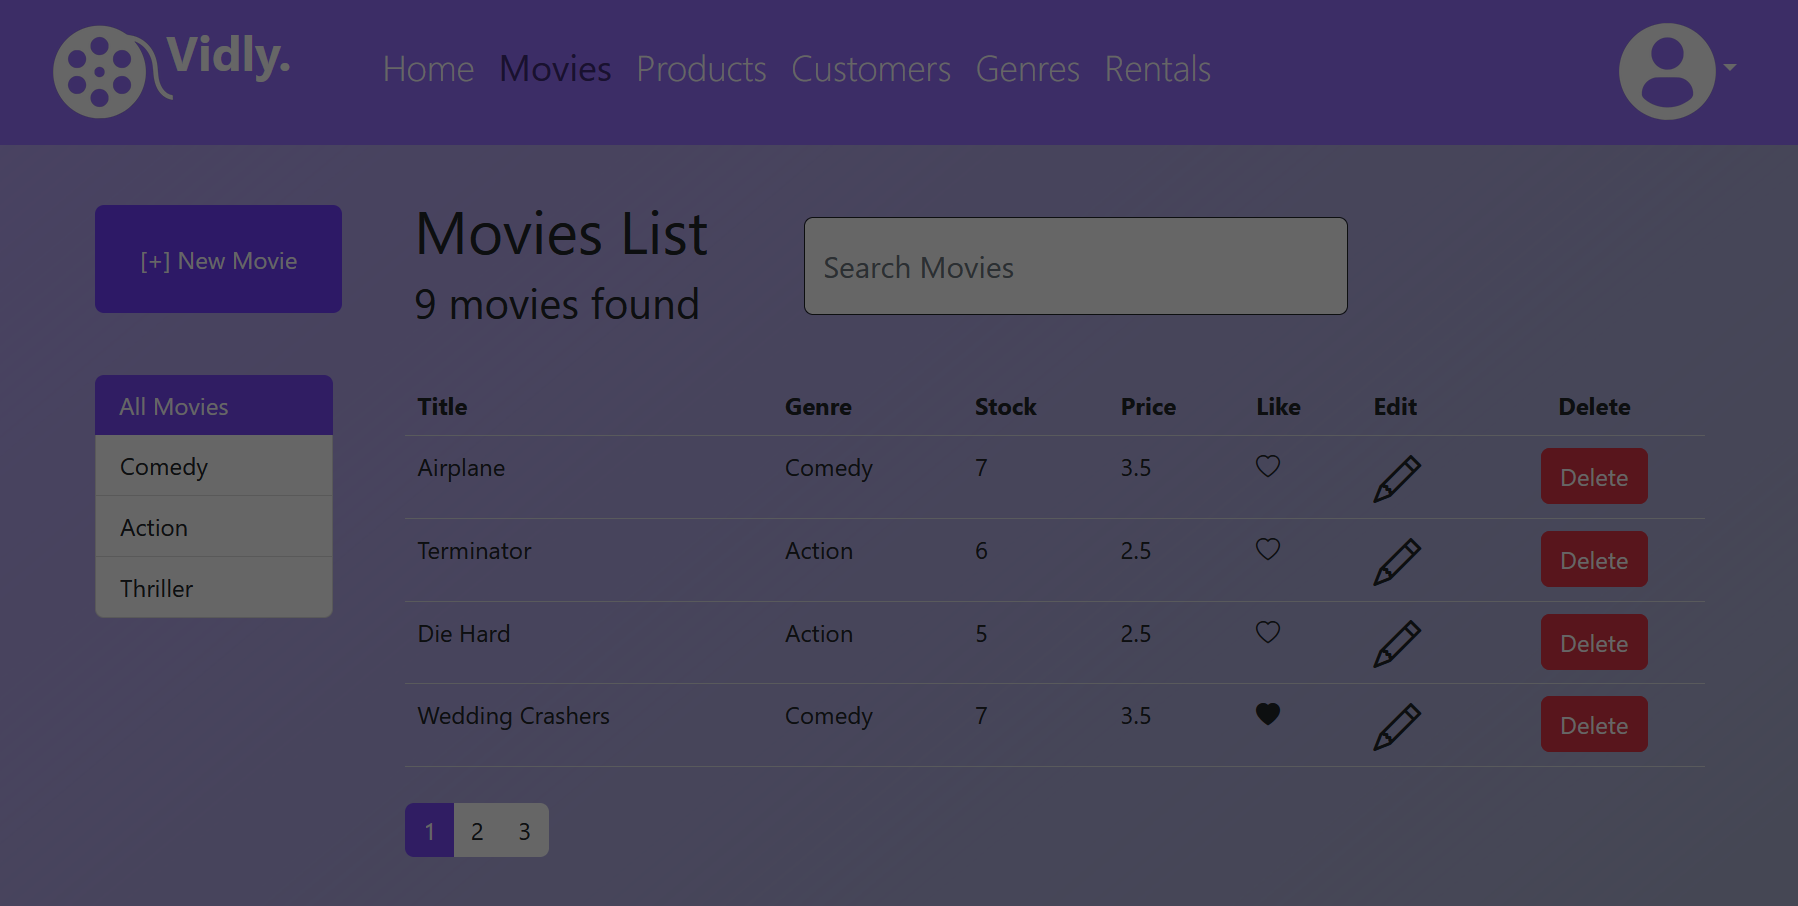 Vidly.
Home Movies Products Customers Genres Rentals
[+] New Movie
Movies List
9 movies found
Search Movies
All Movies
Comedy
Action
Thriller
Title Genre Stock Price Like Edit Delete
Airplane Comedy 7 3.5 Delete
Terminator Action 6 2.5 Delete
Die Hard Action 5 2.5 Delete
Wedding Crashers Comedy 7 3.5 Delete
1 2 3